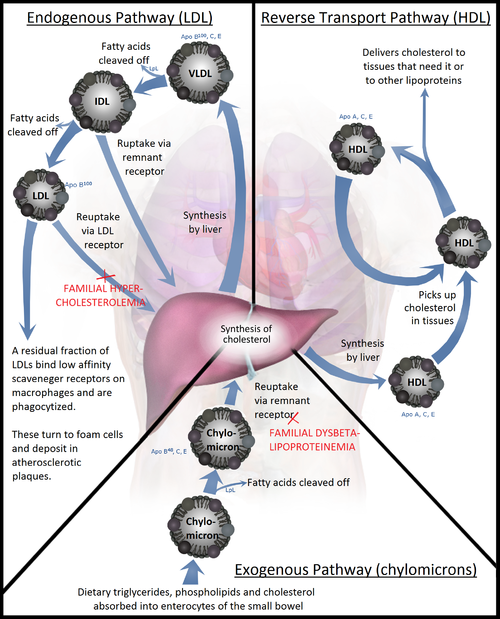 Endogenous Pathway (LDL)
Apo B100, C, E
Fatty acids
cleaved off
LpL
VLDL
IDL
Fatty acids
cleaved off
Ruptake via
remnant
receptor
LDL
Apo B100
Reuptake
via LDL
receptor
Synthesis
by liver
FAMILIAL HYPER-
CHOLESTEROLEMIA
A residual fraction of
LDLs bind low affinity
scaveneger receptors on
macrophages and are
phagocytized.
These turn to foam cells
and deposit in
atherosclerotic
plaques.
Reverse Transport Pathway (HDL)
Delivers cholesterol to
tissues that need it or
to other lipoproteins
Apo A, C, E
HDL
HDL
Picks up
cholesterol
in tissues
Synthesis
by liver
HDL
Apo A, C, E
Synthesis of
cholesterol
Reuptake
via remnant
receptor
FAMILIAL DYSBETA-
LIPOPROTEINEMIA
Chylo-
micron
Apo B48, C, E
Fatty acids cleaved off
LpL
Chylo-
micron
Exogenous Pathway (chylomicrons)
Dietary triglycerides, phospholipids and cholesterol
absorbed into enterocytes of the small bowel